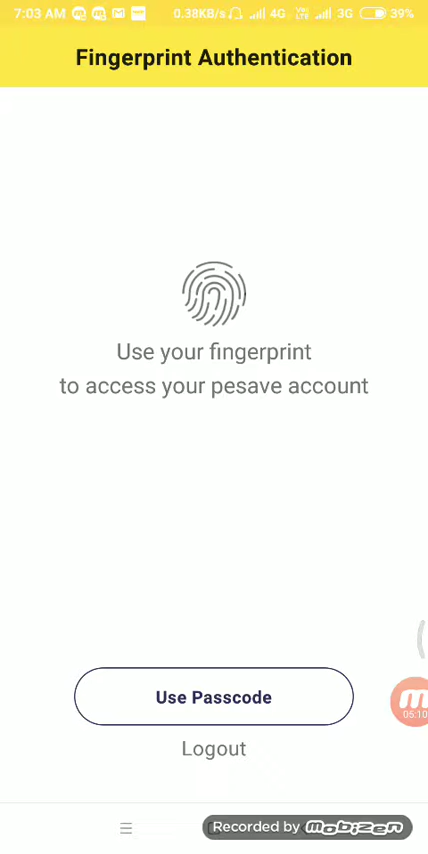 7:03 AM 0.38KB/s 4G 3G 39%
Fingerprint Authentication
Use your fingerprint
to access your pesave account
Use Passcode
05:10
Logout
Recorded by mobizen